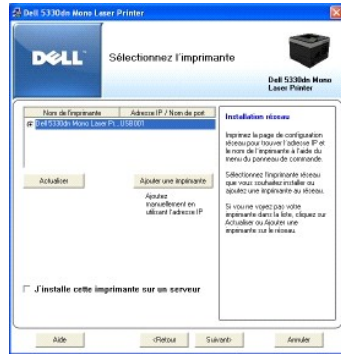 Dell 5330dn Mono Laser Printer
DELL
Sélectionnez l'imprimante
Dell 5330dn Mono
Laser Printer
Nom de l'imprimante
Adresse IP / Nom de port
Dell 5330dn Mono Laser Pr...
USB001
Actualiser
Ajouter une imprimante
Ajoutez
manuellement en
utilisant l'adresse IP
J'installe cette imprimante sur un serveur
Installation réseau
Imprimez la page de configuration
réseau pour trouver l'adresse IP et
le nom de l'imprimante à l'aide du
menu du panneau de commande.
Sélectionnez l'imprimante réseau
que vous souhaitez installer ou
ajoutez une imprimante au réseau.
Si vous ne voyez pas votre
imprimante dans la liste, cliquez sur
Actualiser ou Ajouter une
imprimante sur le réseau.
Aide
<Retour
Suivant>
Annuler